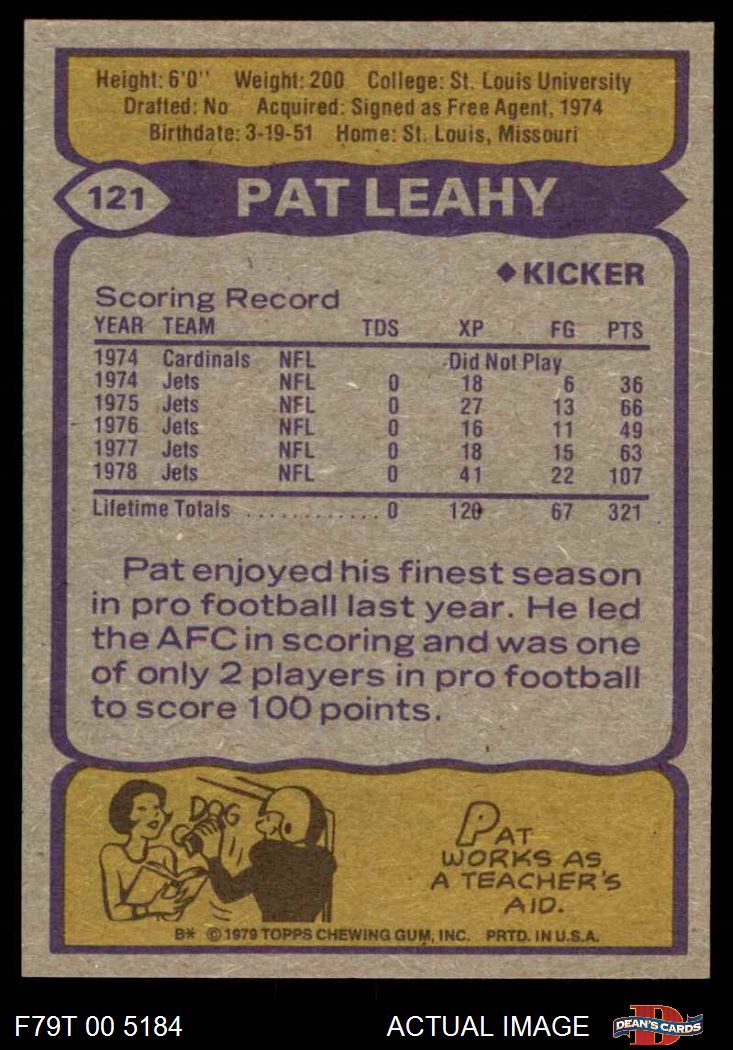 Height: 6'0" Weight: 200 College: St. Louis University
Drafted: No Acquired: Signed as Free Agent, 1974
Birthdate: 3-19-51 Home: St. Louis, Missouri
121 PAT LEAHY
◆KICKER
Scoring Record
YEAR TEAM TDS XP FG PTS
1974 Cardinals NFL Did Not Play
1974 Jets NFL 0 18 6 36
1975 Jets NFL 0 27 13 66
1976 Jets NFL 0 16 11 49
1977 Jets NFL 0 18 15 63
1978 Jets NFL 0 41 22 107
Lifetime Totals ............ 0 120 67 321
Pat enjoyed his finest season
in pro football last year. He led
the AFC in scoring and was one
of only 2 players in pro football
to score 100 points.
DOG
PAT
WORKS AS
A TEACHER'S
AID.
B* © 1979 TOPPS CHEWING GUM, INC. PRTD. IN U.S.A.
F79T 00 5184 ACTUAL IMAGE D DEAN'S CARDS